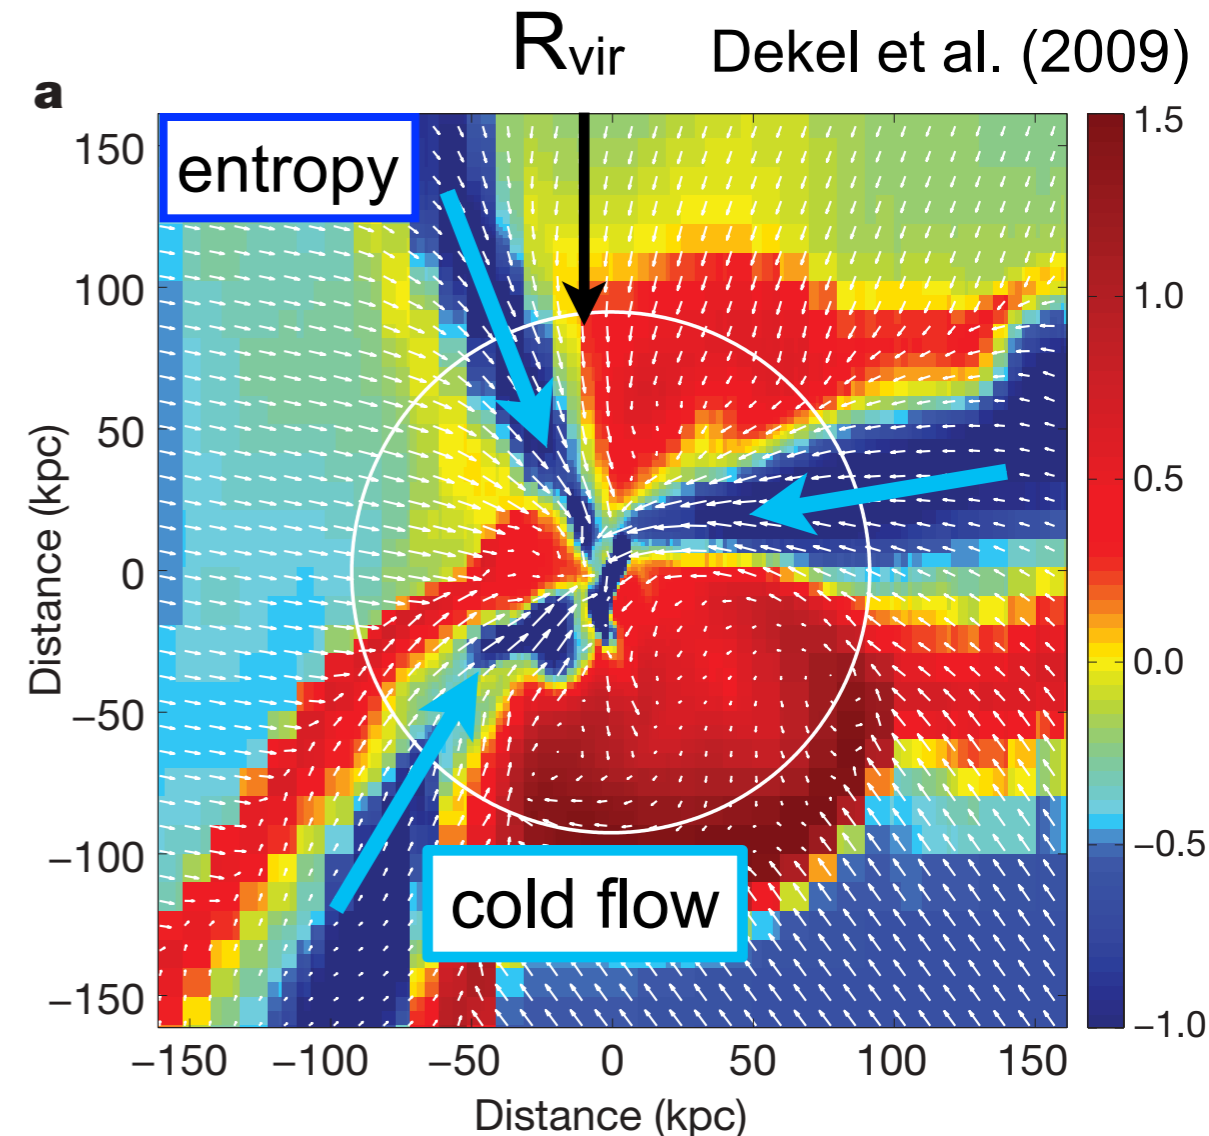 R_vir
Dekel et al. (2009)
a
entropy
cold flow
150
100
50
0
−50
−100
−150
Distance (kpc)
−150 −100 −50 0 50 100 150
Distance (kpc)
1.5
1.0
0.5
0.0
−0.5
−1.0